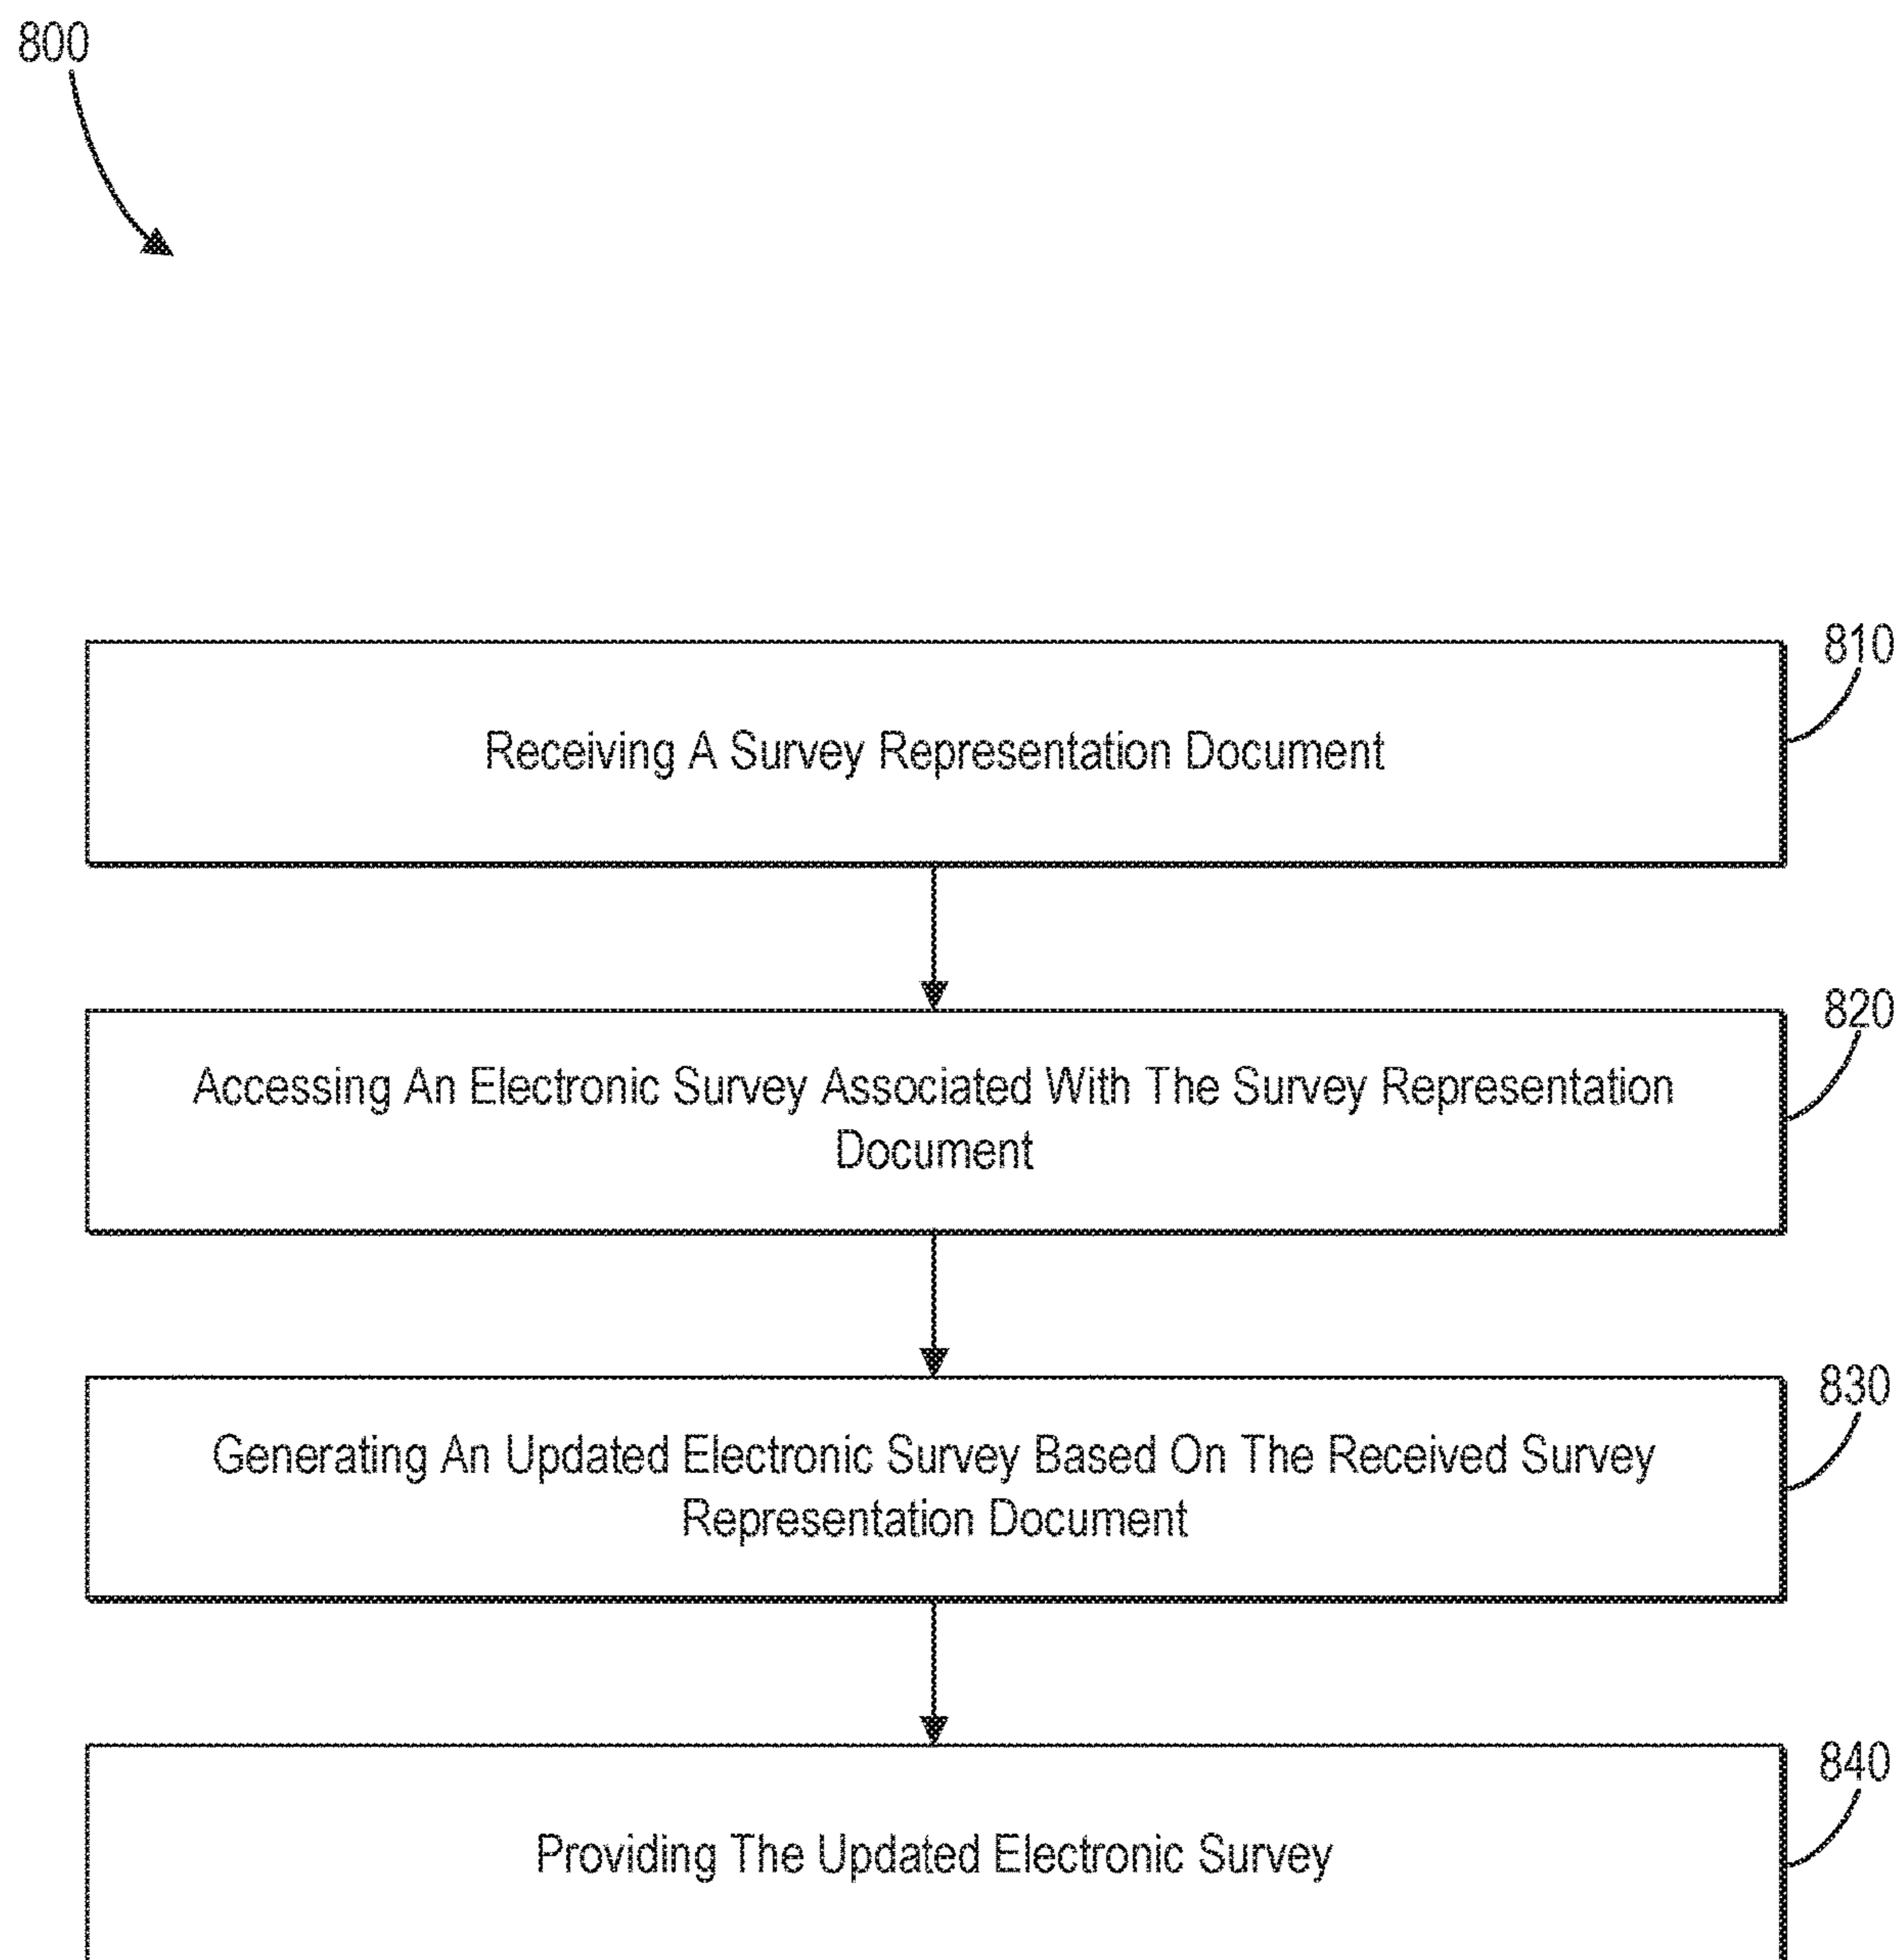 800
810
Receiving A Survey Representation Document
820
Accessing An Electronic Survey Associated With The Survey Representation
Document
830
Generating An Updated Electronic Survey Based On The Received Survey
Representation Document
840
Providing The Updated Electronic Survey